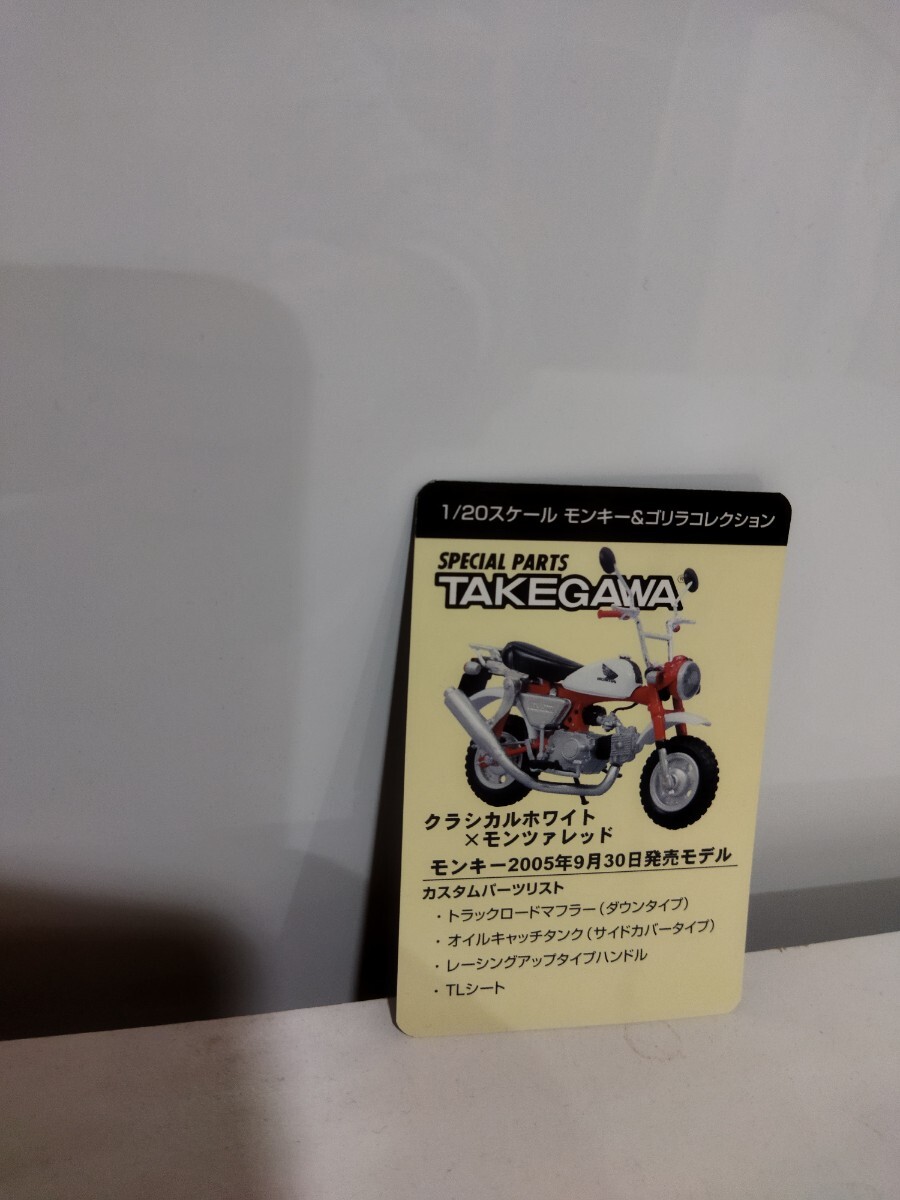 1/20スケール モンキー&ゴリラコレクション
SPECIAL PARTS
TAKEGAWA®
HONDA
クラシカルホワイト
×モンツァレッド
モンキー2005年9月30日発売モデル
カスタムパーツリスト
・トラックロードマフラー(ダウンタイプ)
・オイルキャッチタンク(サイドカバータイプ)
・レーシングアップタイプハンドル
・TLシート